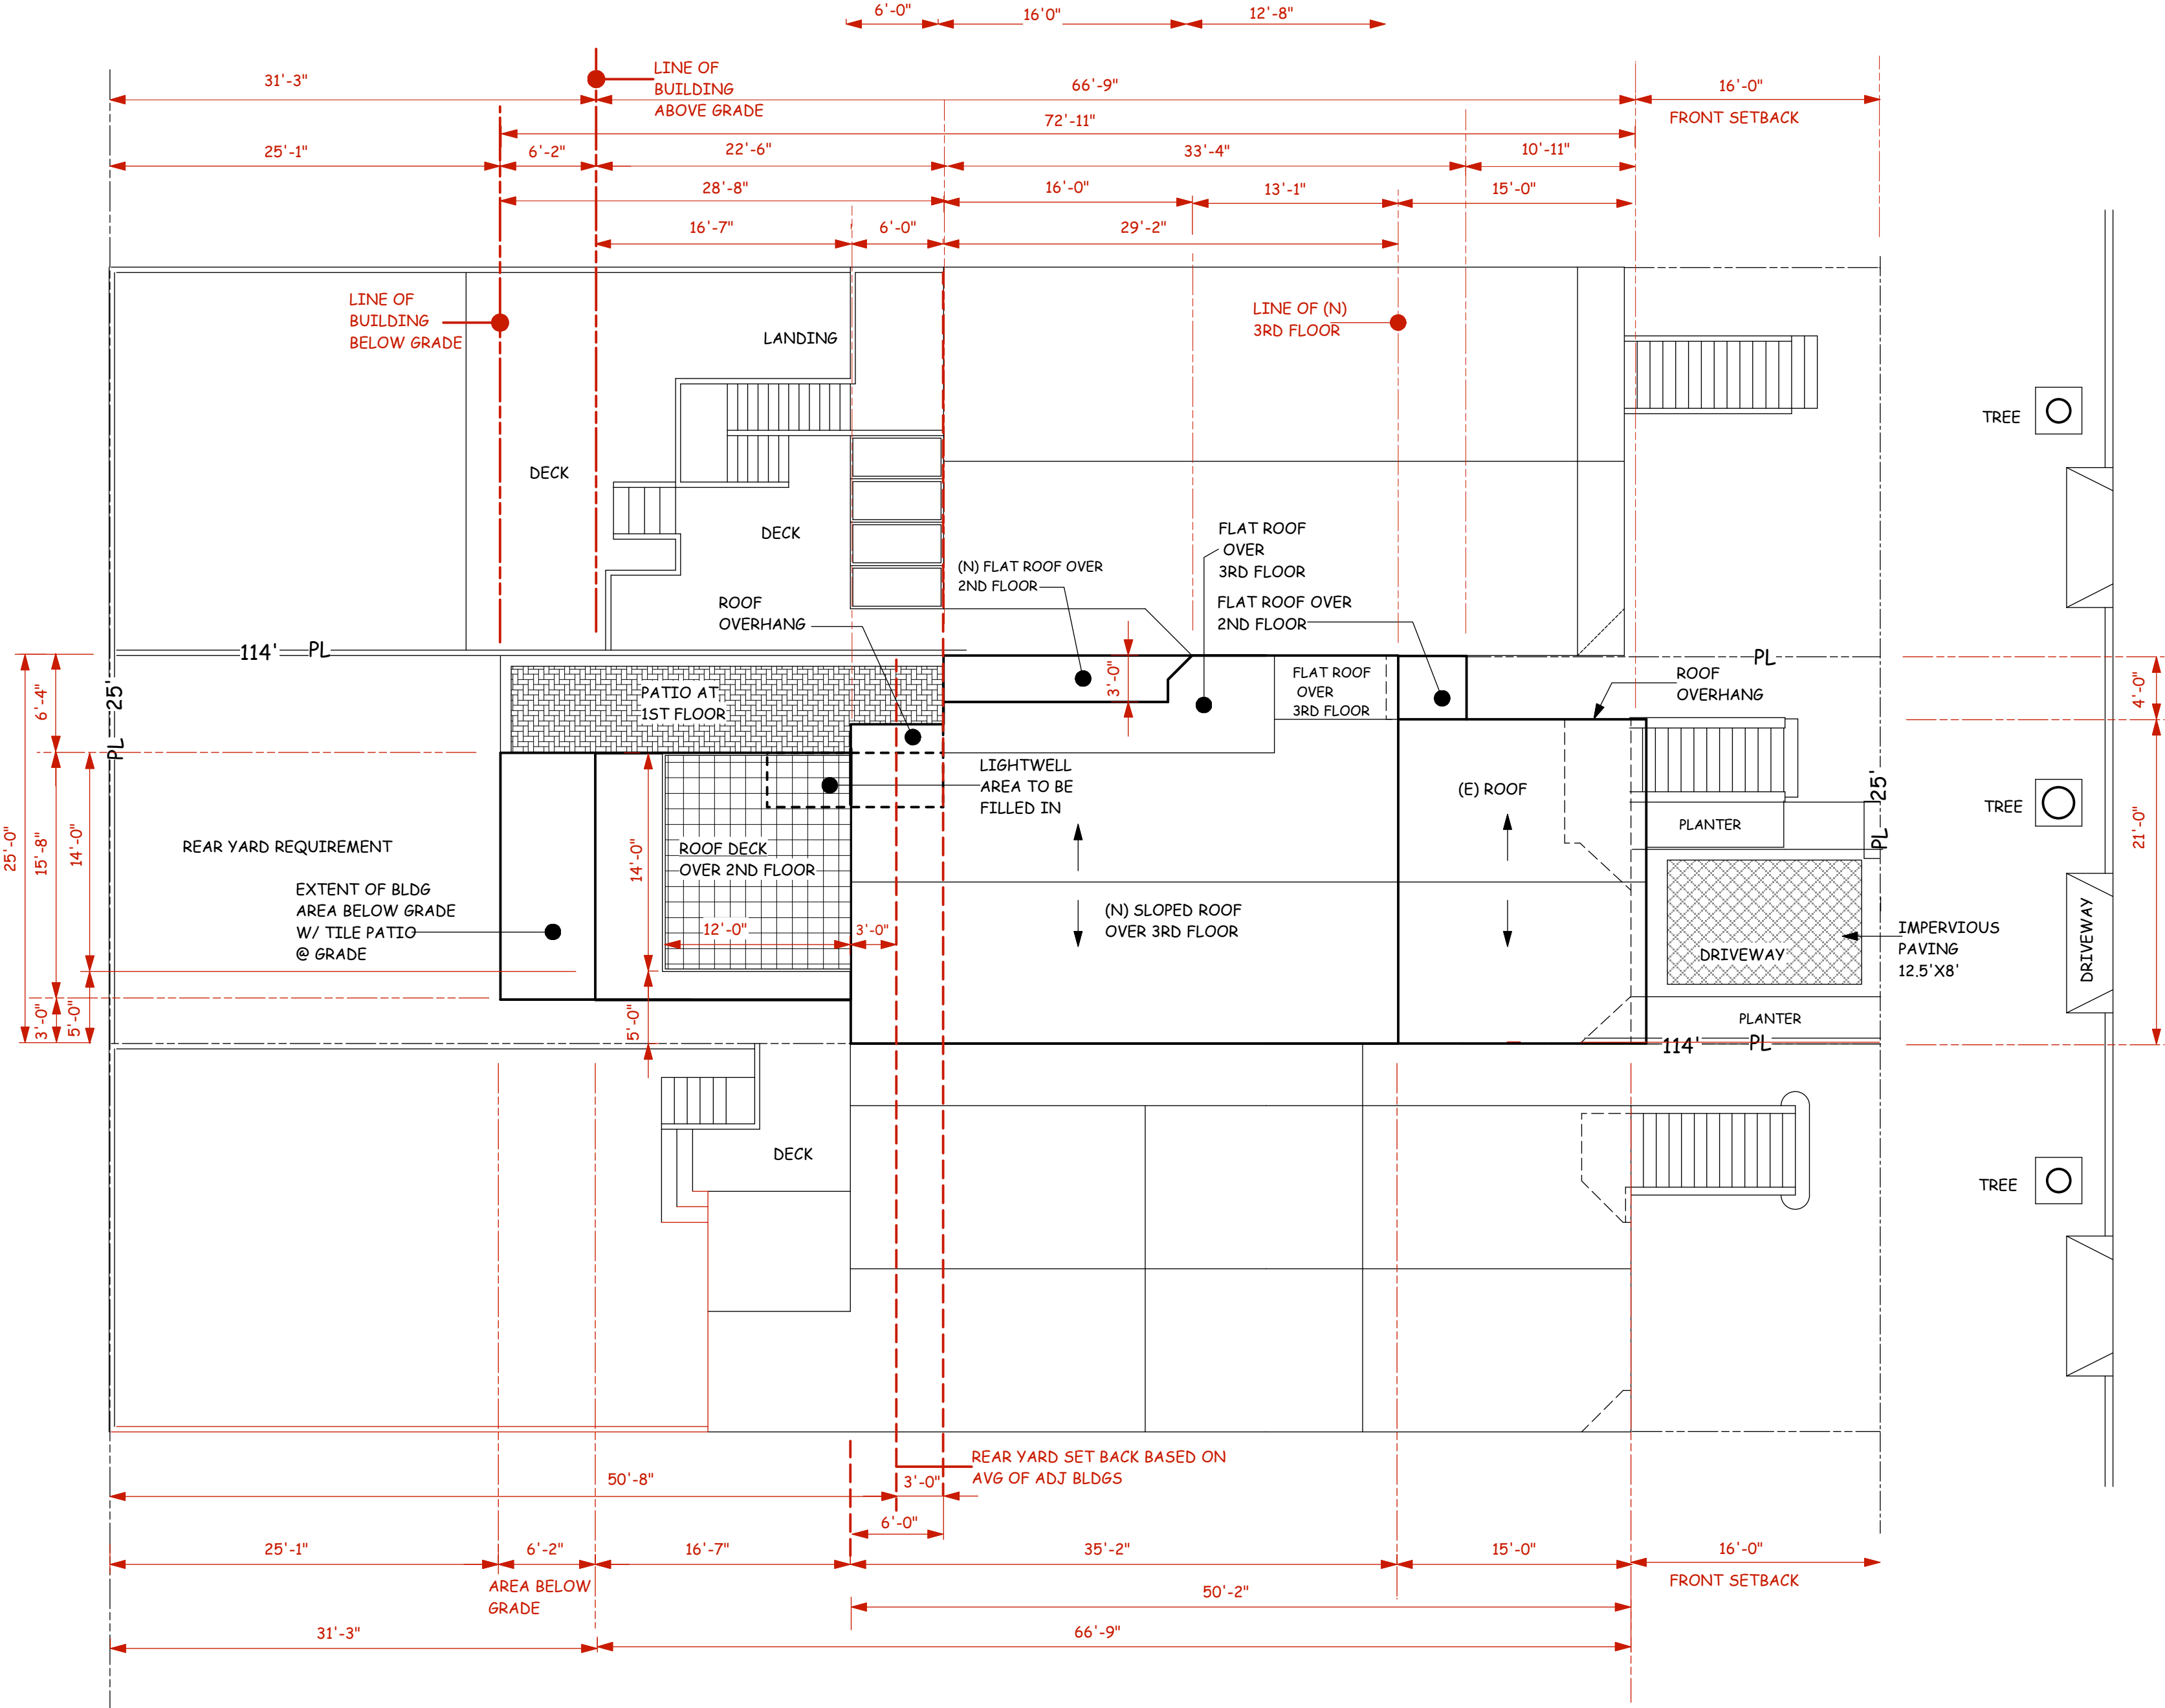 6'-0"
16'0"
12'-8"
LINE OF
BUILDING
ABOVE GRADE
31'-3"
66'-9"
16'-0"
FRONT SETBACK
72'-11"
25'-1"
6'-2"
22'-6"
33'-4"
10'-11"
28'-8"
16'-0"
13'-1"
15'-0"
16'-7"
6'-0"
29'-2"
LINE OF
BUILDING
BELOW GRADE
LANDING
LINE OF (N)
3RD FLOOR
TREE
DECK
DECK
FLAT ROOF
OVER
3RD FLOOR
(N) FLAT ROOF OVER
2ND FLOOR
ROOF
OVERHANG
FLAT ROOF OVER
2ND FLOOR
114'
PL
PL
ROOF
OVERHANG
FLAT ROOF
OVER
3RD FLOOR
3'-0"
PATIO AT
1ST FLOOR
PL 25'
6'-4"
4'-0"
LIGHTWELL
AREA TO BE
FILLED IN
(E) ROOF
PL 25'
TREE
PLANTER
25'-0"
15'-8"
14'-0"
21'-0"
REAR YARD REQUIREMENT
14'-0"
ROOF DECK
OVER 2ND FLOOR
EXTENT OF BLDG
AREA BELOW GRADE
W/ TILE PATIO
@ GRADE
(N) SLOPED ROOF
OVER 3RD FLOOR
12'-0"
3'-0"
DRIVEWAY
IMPERVIOUS
PAVING
12.5'X8'
DRIVEWAY
3'-0"
5'-0"
5'-0"
PLANTER
114'
PL
DECK
TREE
REAR YARD SET BACK BASED ON
AVG OF ADJ BLDGS
50'-8"
3'-0"
6'-0"
25'-1"
6'-2"
16'-7"
35'-2"
15'-0"
16'-0"
AREA BELOW
GRADE
FRONT SETBACK
50'-2"
31'-3"
66'-9"